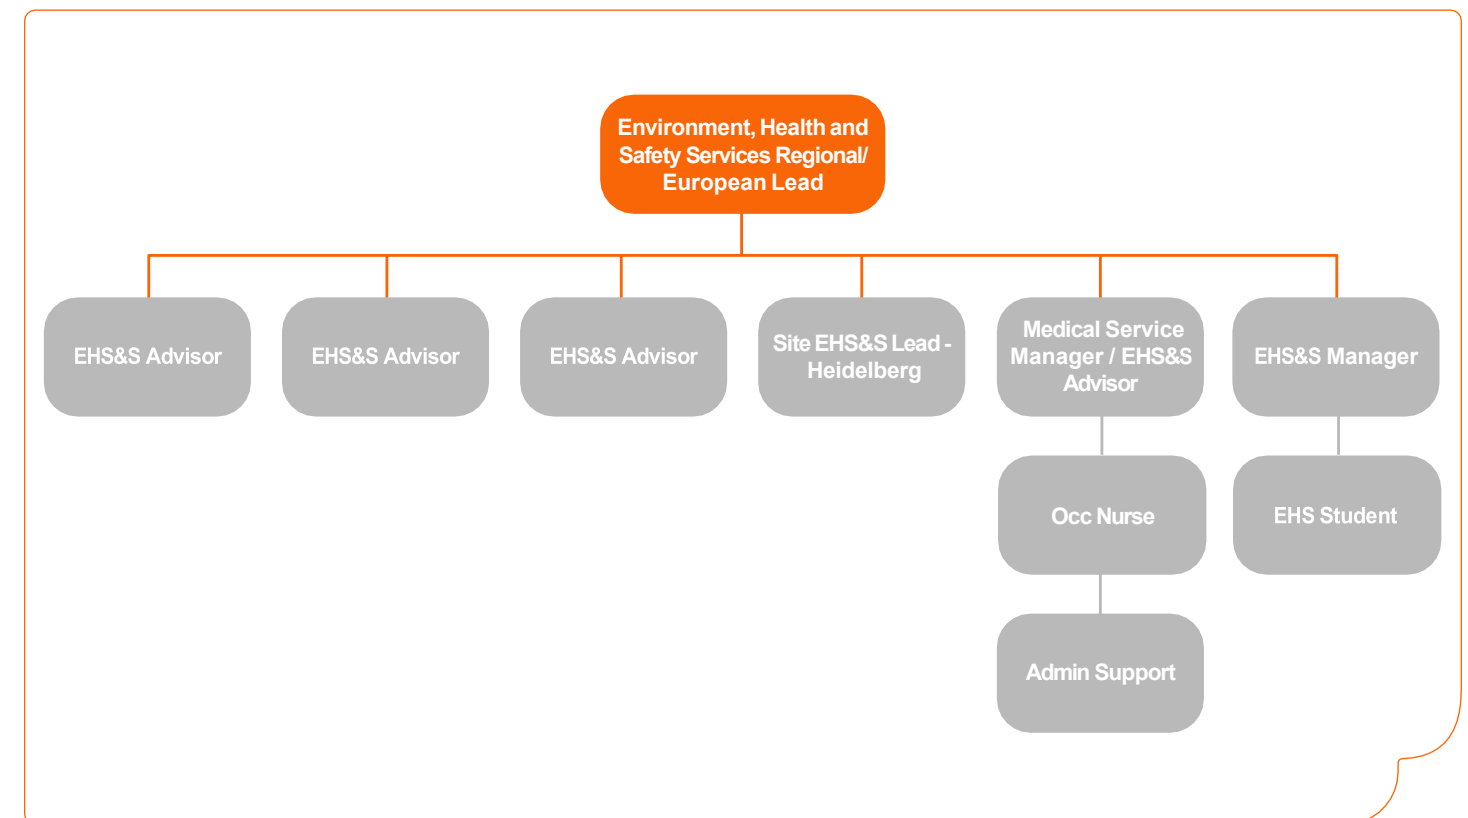 Environment, Health and
Safety Services Regional/
European Lead
EHS&S Advisor
EHS&S Advisor
EHS&S Advisor
Site EHS&S Lead -
Heidelberg
Medical Service
Manager / EHS&S
Advisor
EHS&S Manager
Occ Nurse
EHS Student
Admin Support